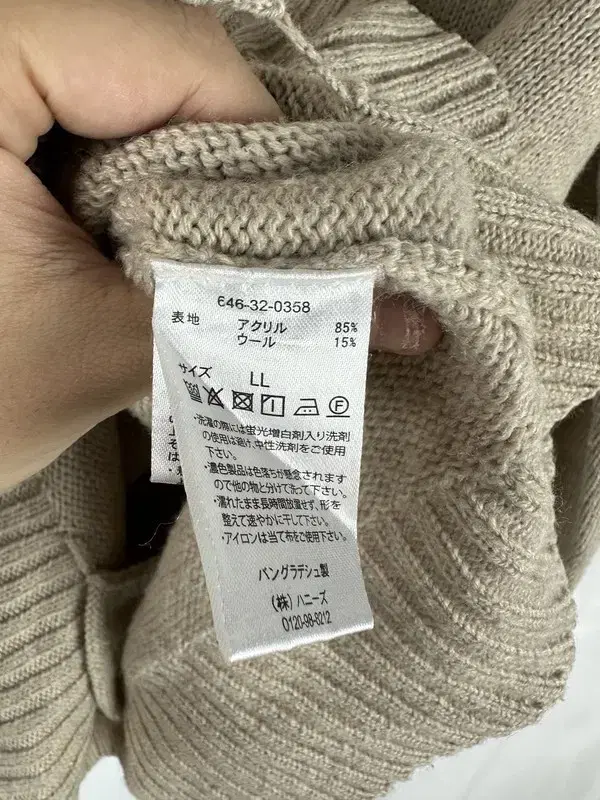 646-32-0358
表地 アクリル 85%
ウール 15%
サイズ LL
・洗濯の際には蛍光増白剤入り洗剤
の使用は避け、中性洗剤をご使用
下さい。
・濃色製品は色落ちが懸念されます
ので他の物と分けて洗って下さい。
・濡れたまま長時間放置せず、形を
整えて速やかに干して下さい。
・アイロンは当て布をご使用下さい。
バングラデシュ製
(株)ハニーズ
0120-98-8212